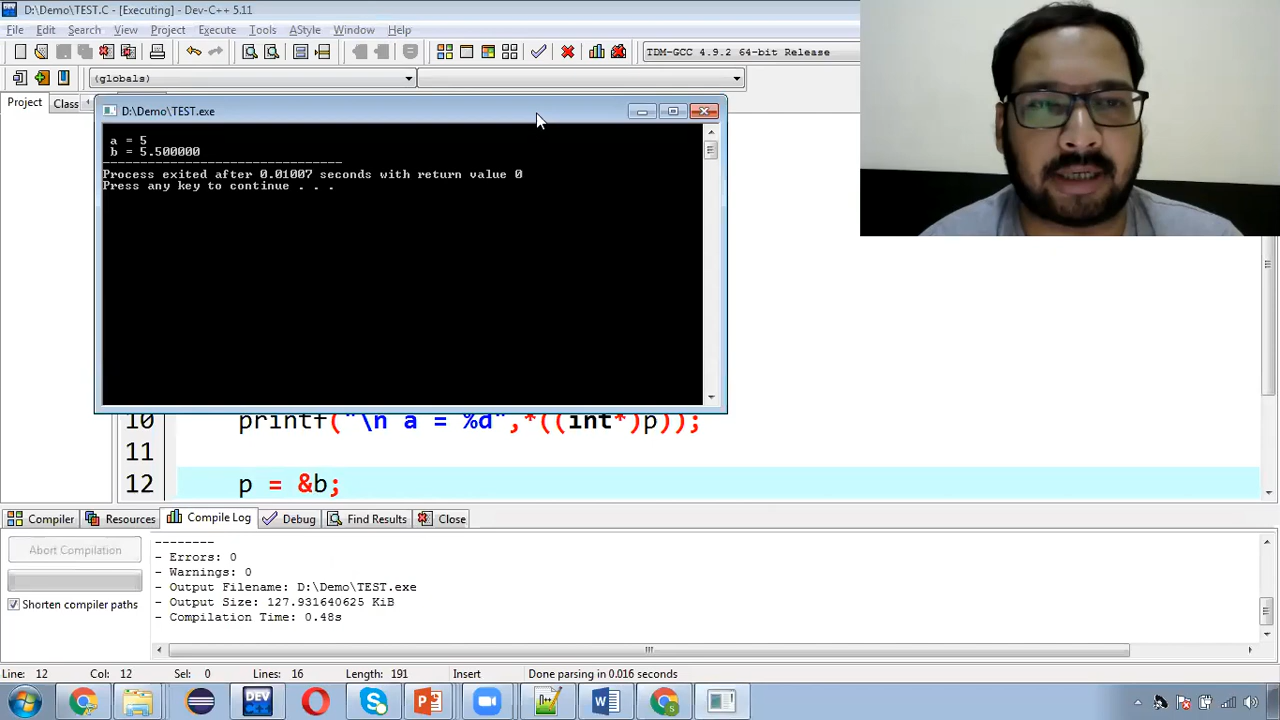 D:\Demo\TEST.C - [Executing] - Dev-C++ 5.11
File Edit Search View Project Execute Tools AStyle Window Help
TDM-GCC 4.9.2 64-bit Release
(globals)
Project Class
D:\Demo\TEST.exe
a = 5
b = 5.500000
--------------------------------
Process exited after 0.01007 seconds with return value 0
Press any key to continue . . .
10 printf("\n a = %d",*((int*)p));
11
12 p = &b;
Compiler Resources Compile Log Debug Find Results Close
Abort Compilation
Shorten compiler paths
--------
- Errors: 0
- Warnings: 0
- Output Filename: D:\Demo\TEST.exe
- Output Size: 127.931640625 KiB
- Compilation Time: 0.48s
Line: 12 Col: 12 Sel: 0 Lines: 16 Length: 191 Insert Done parsing in 0.016 seconds
DEV